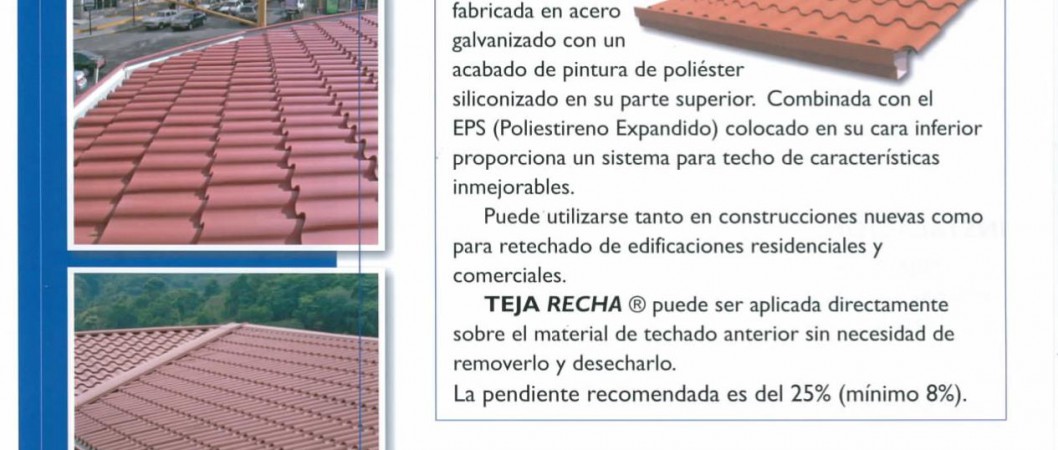 fabricada en acero
galvanizado con un
acabado de pintura de poliéster
siliconizado en su parte superior. Combinada con el
EPS (Poliestireno Expandido) colocado en su cara inferior
proporciona un sistema para techo de características
inmejorables.
Puede utilizarse tanto en construcciones nuevas como
para retechado de edificaciones residenciales y
comerciales.
TEJA RECHA ® puede ser aplicada directamente
sobre el material de techado anterior sin necesidad de
removerlo y desecharlo.
La pendiente recomendada es del 25% (mínimo 8%).